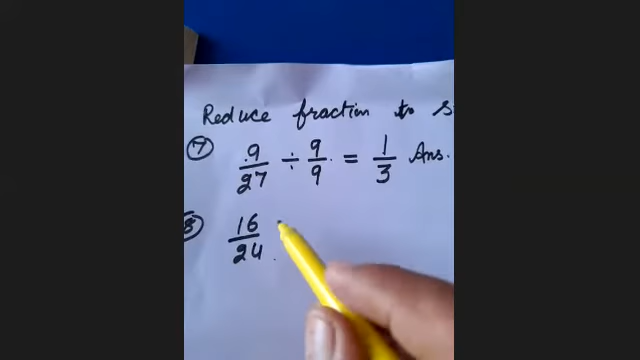 Reduce fraction to s
7 9/27 ÷ 9/9 = 1/3 Ans.
8 16/24